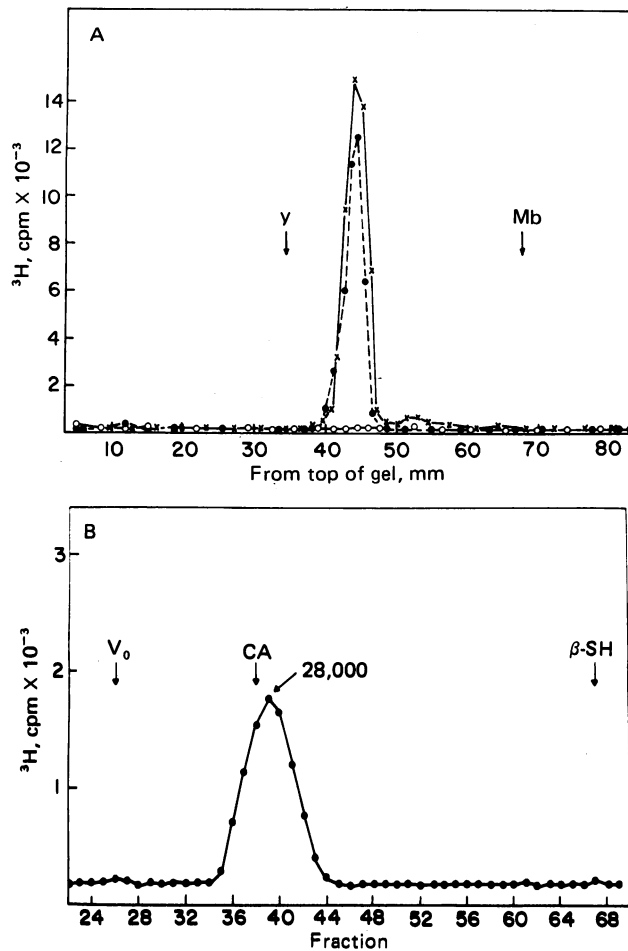 A
³H, cpm X 10⁻³
14
12
10
8
6
4
2
y
Mb
10 20 30 40 50 60 70 80
From top of gel, mm
B
³H, cpm X 10⁻³
3
2
1
V₀
CA
28,000
β-SH
24 28 32 36 40 44 48 52 56 60 64 68
Fraction